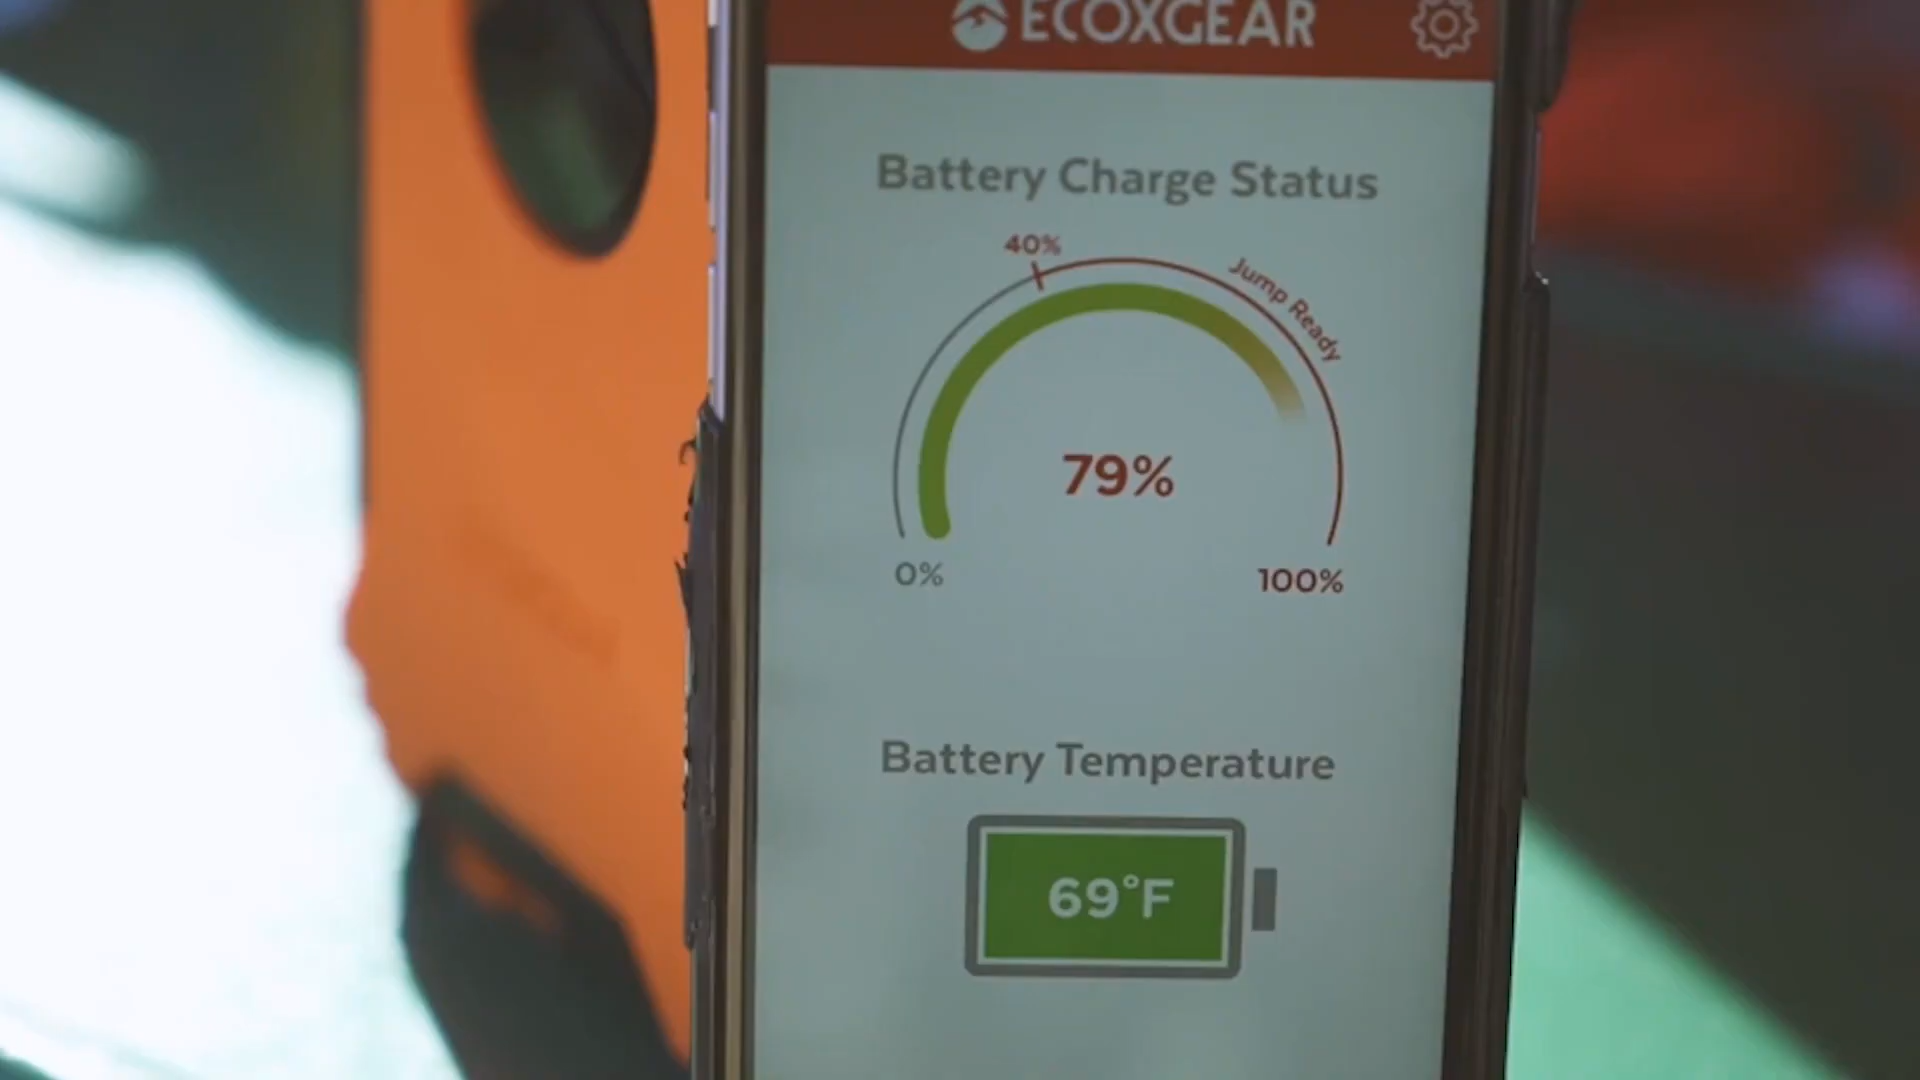 ECOXGEAR
Battery Charge Status
40%
Jump Ready
79%
0%
100%
Battery Temperature
69°F